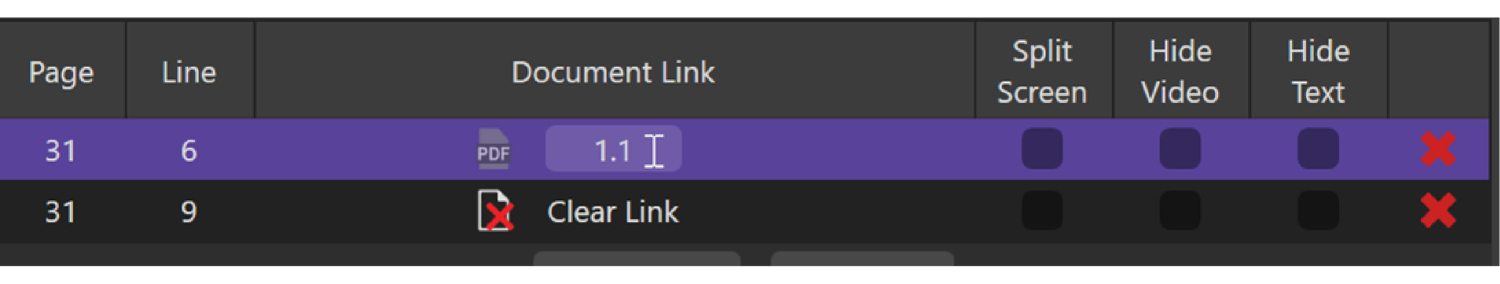 Page Line Document Link Split Screen Hide Video Hide Text
31 6 PDF 1.1
31 9 Clear Link